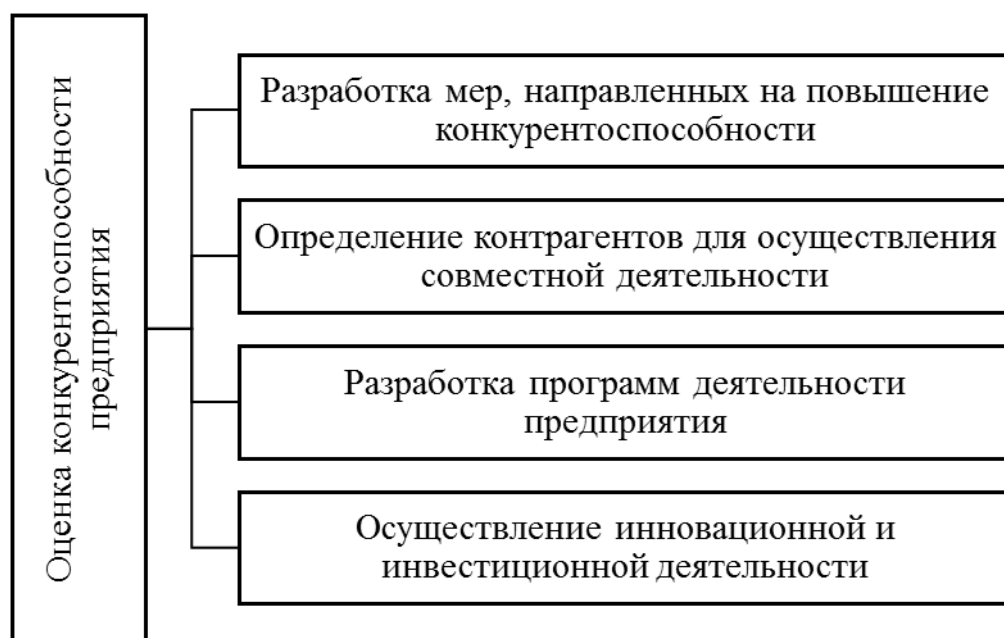 Оценка конкурентоспособности
предприятия
Разработка мер, направленных на повышение
конкурентоспособности
Определение контрагентов для осуществления
совместной деятельности
Разработка программ деятельности
предприятия
Осуществление инновационной и
инвестиционной деятельности